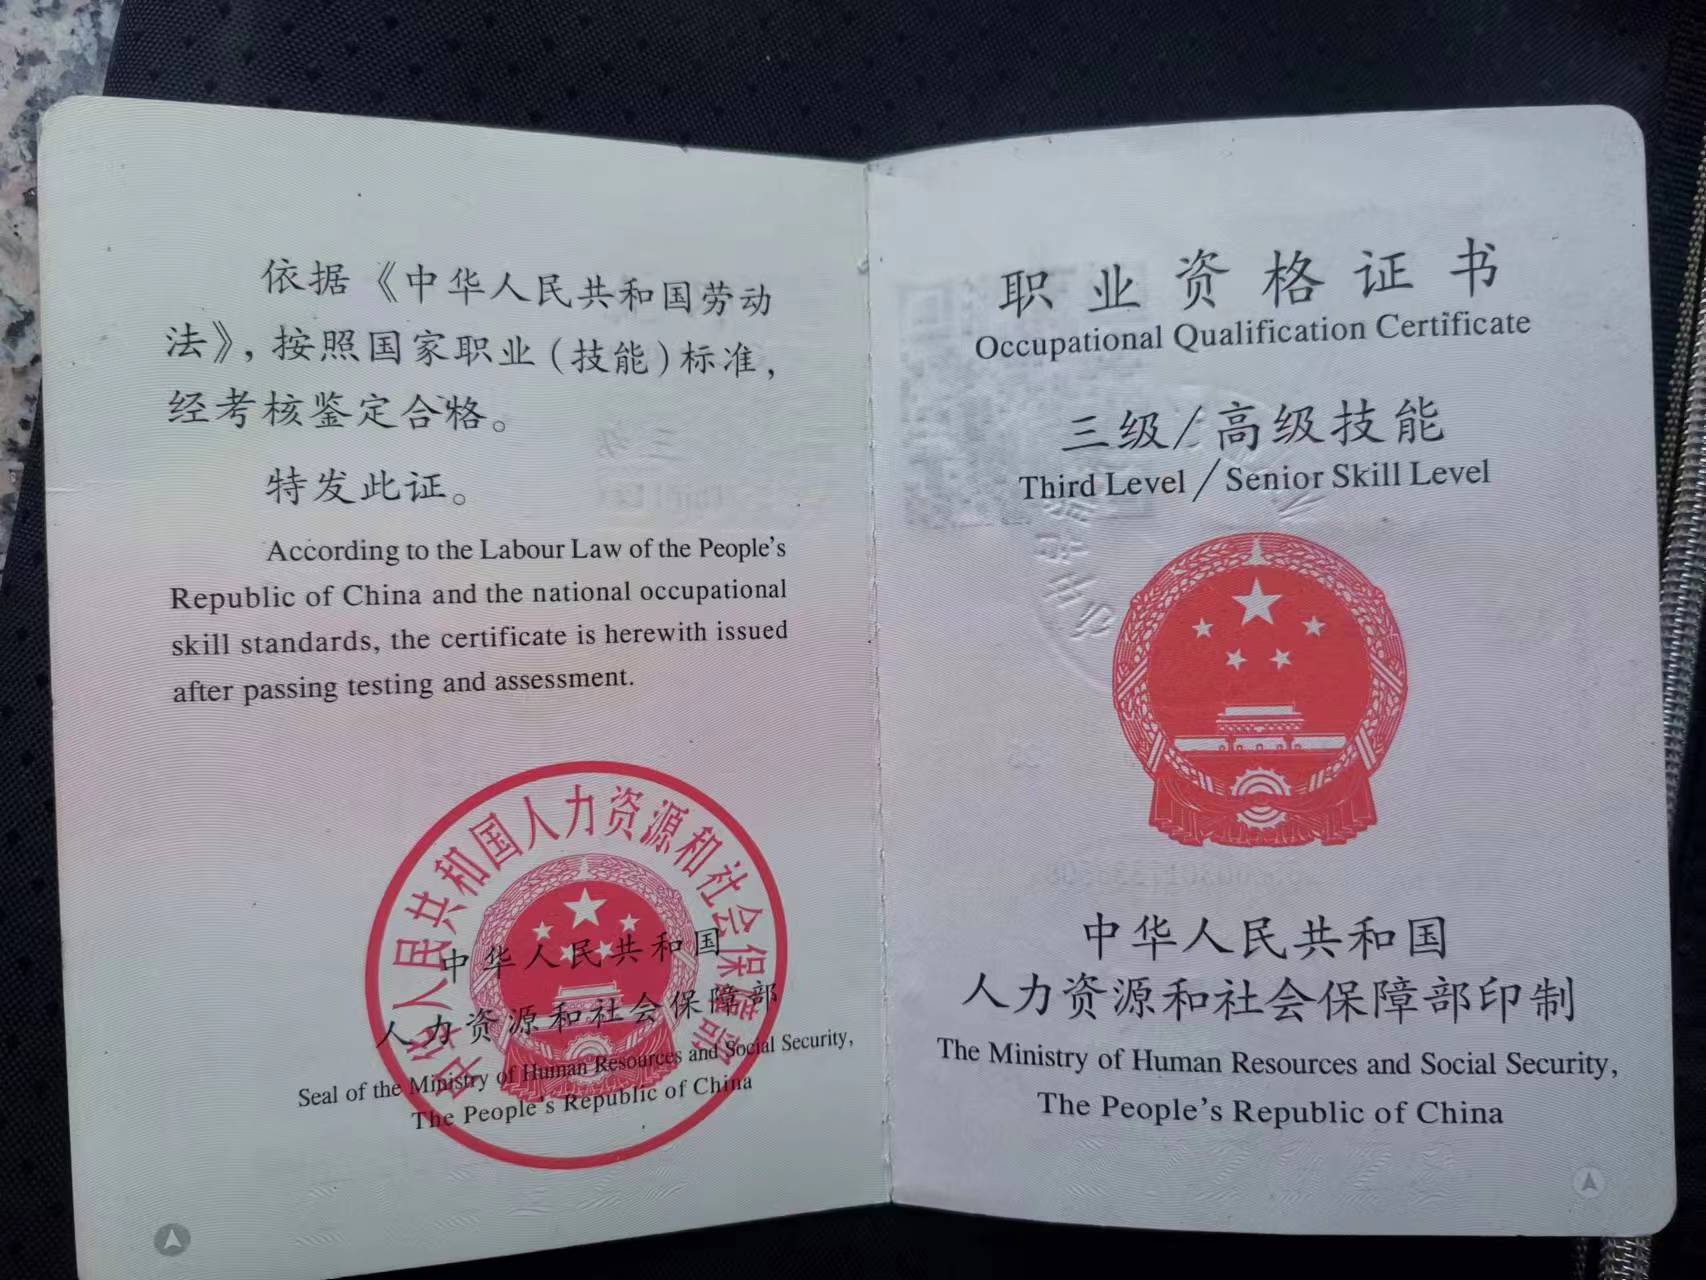 依据《中华人民共和国劳动
法》，按照国家职业（技能）标准，
经考核鉴定合格。
特发此证。
According to the Labour Law of the People's
Republic of China and the national occupational
skill standards, the certificate is herewith issued
after passing testing and assessment.
中华人民共和国人力资源和社会保障部
中华人民共和国
人力资源和社会保障部
Seal of the Ministry of Human Resources and Social Security,
The People's Republic of China
职业资格证书
Occupational Qualification Certificate
三级/高级技能
Third Level/Senior Skill Level
中华人民共和国
人力资源和社会保障部印制
The Ministry of Human Resources and Social Security,
The People's Republic of China